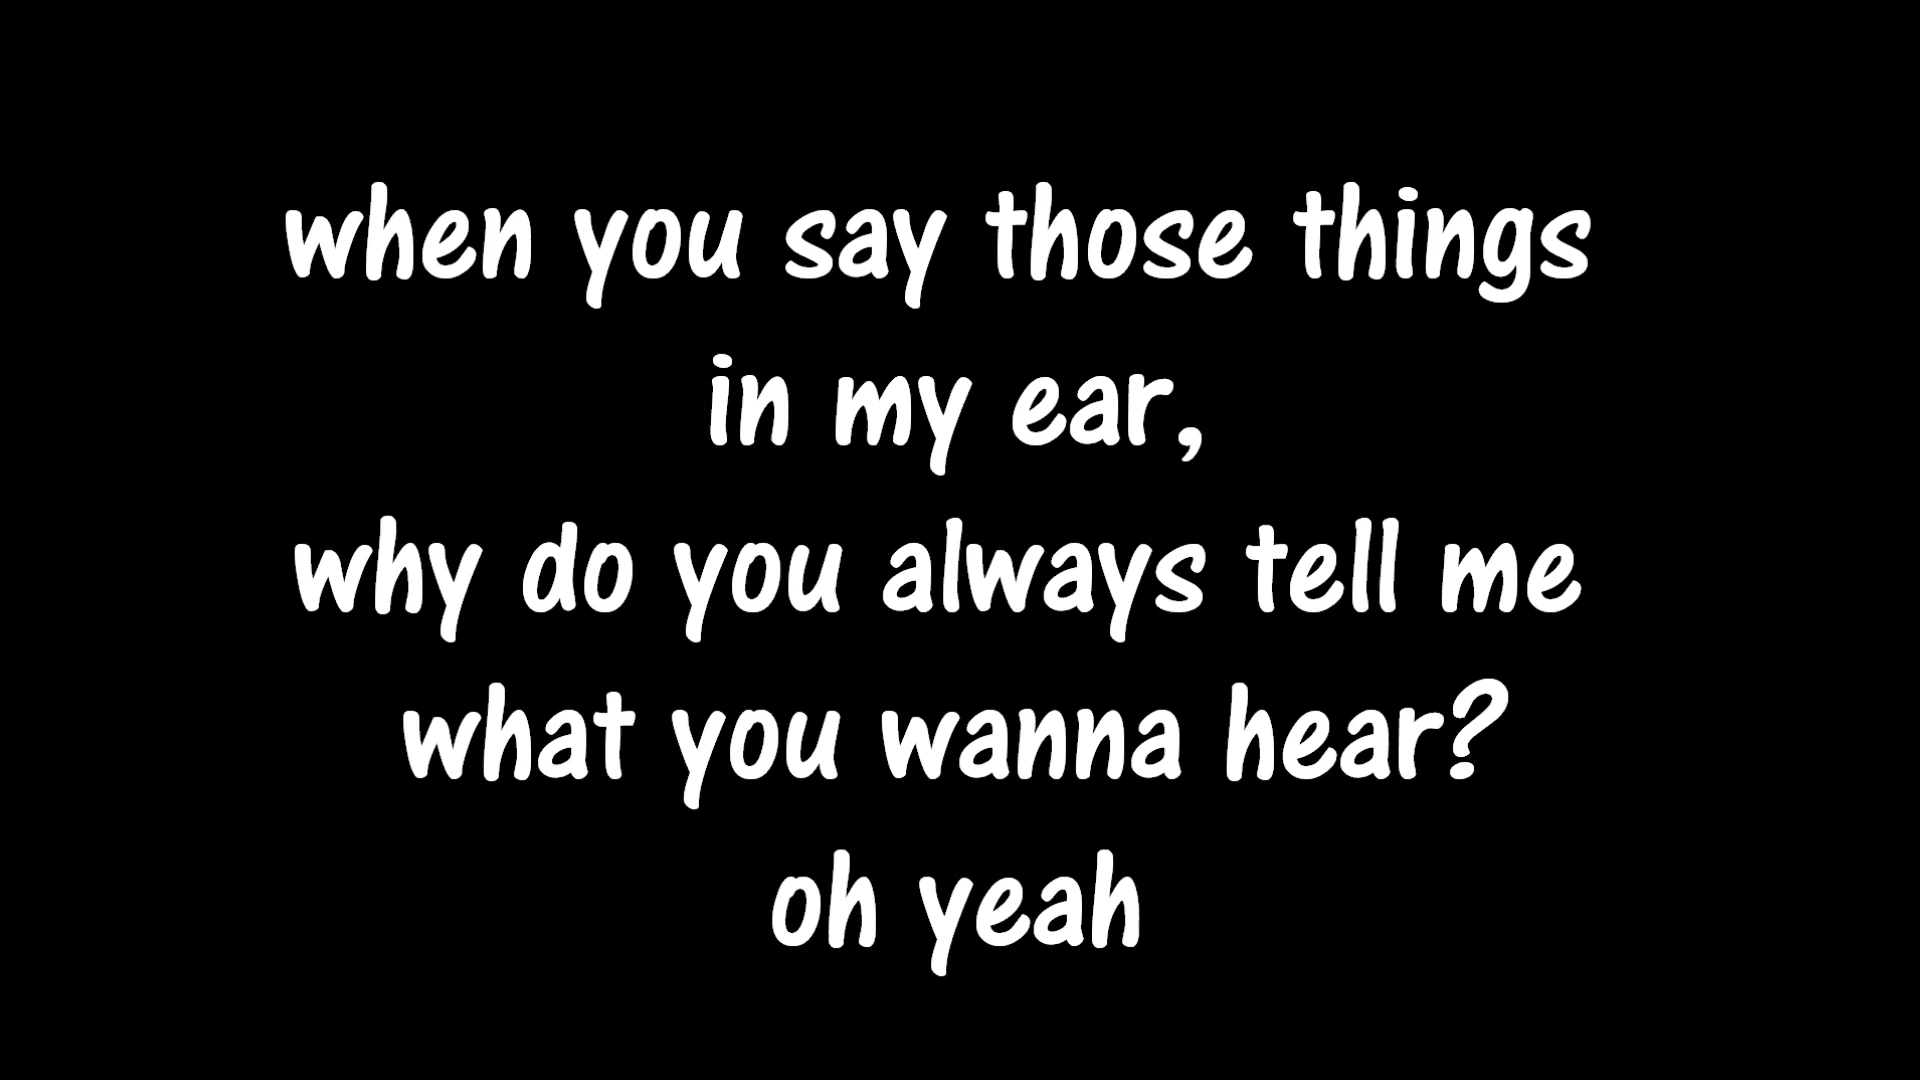 when you say those things
in my ear,
why do you always tell me
what you wanna hear?
oh yeah